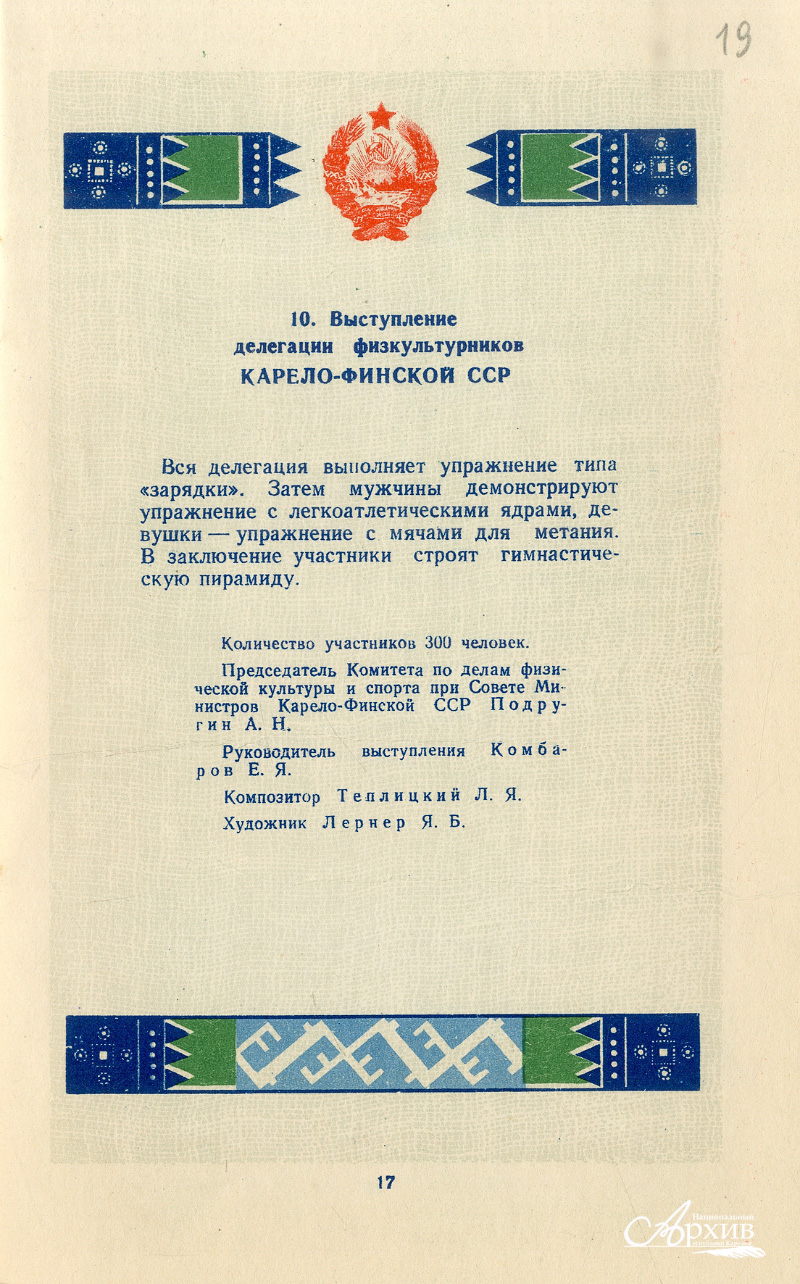 19
10. Выступление
делегации физкультурников
КАРЕЛО-ФИНСКОЙ ССР
Вся делегация выполняет упражнение типа
«зарядки». Затем мужчины демонстрируют
упражнение с легкоатлетическими ядрами, де-
вушки — упражнение с мячами для метания.
В заключение участники строят гимнастиче-
скую пирамиду.
Количество участников 300 человек.
Председатель Комитета по делам физи-
ческой культуры и спорта при Совете Ми-
нистров Карело-Финской ССР Подру-
гин А. Н.
Руководитель выступления Комба-
ров Е. Я.
Композитор Теплицкий Л. Я.
Художник Лернер Я. Б.
17
Национальный
Архив